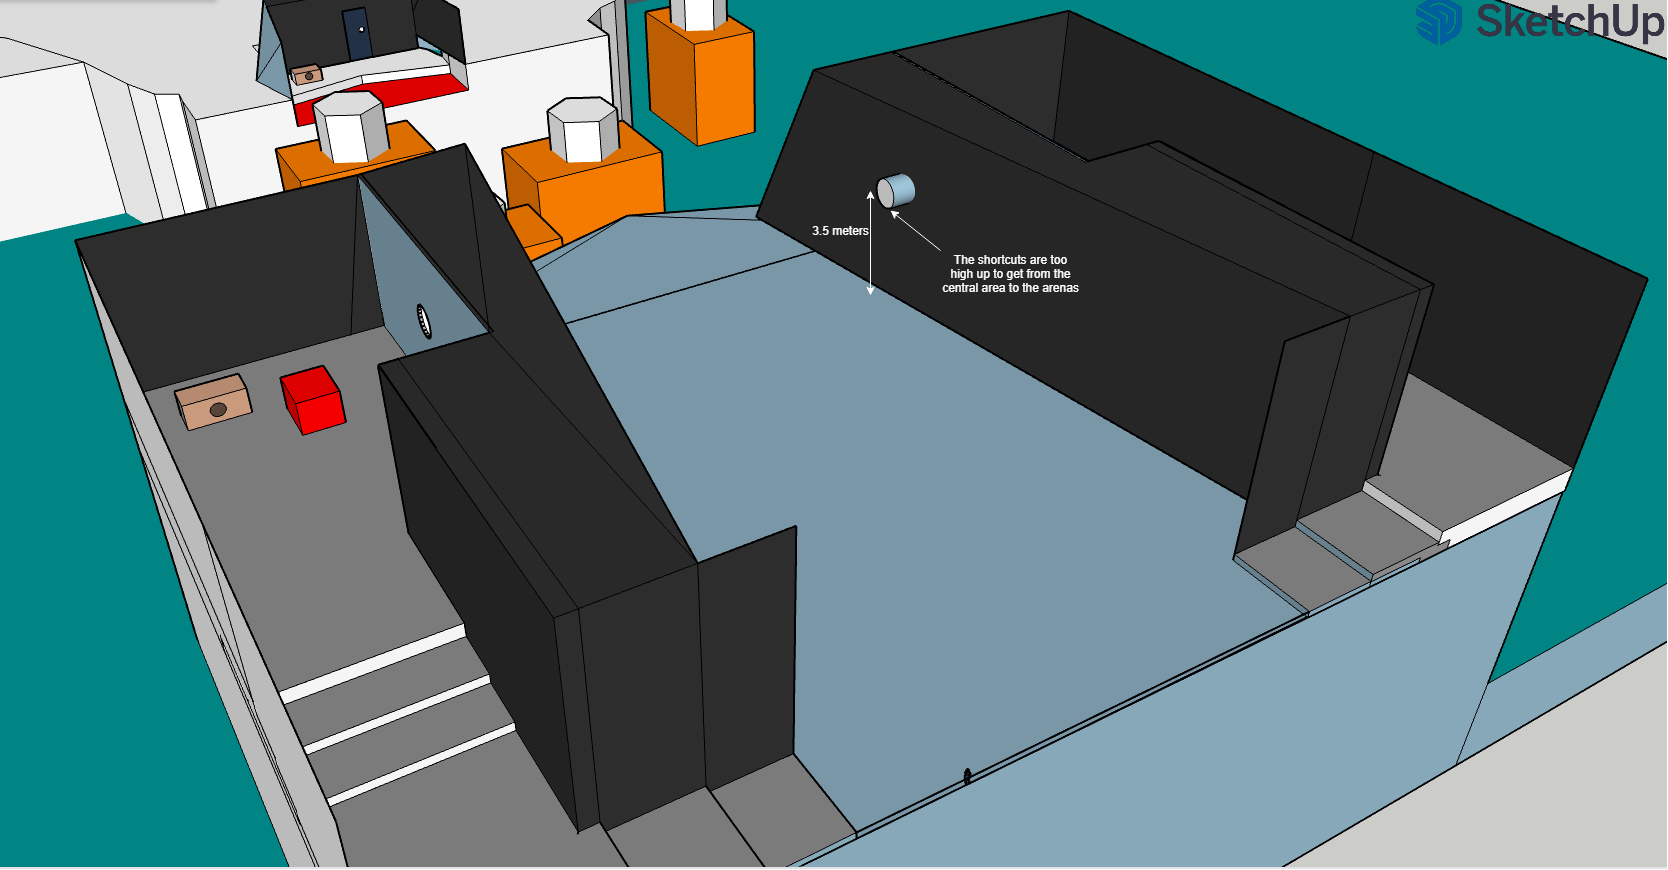 SketchUp
3.5 meters
The shortcuts are too
high up to get from the
central area to the arenas